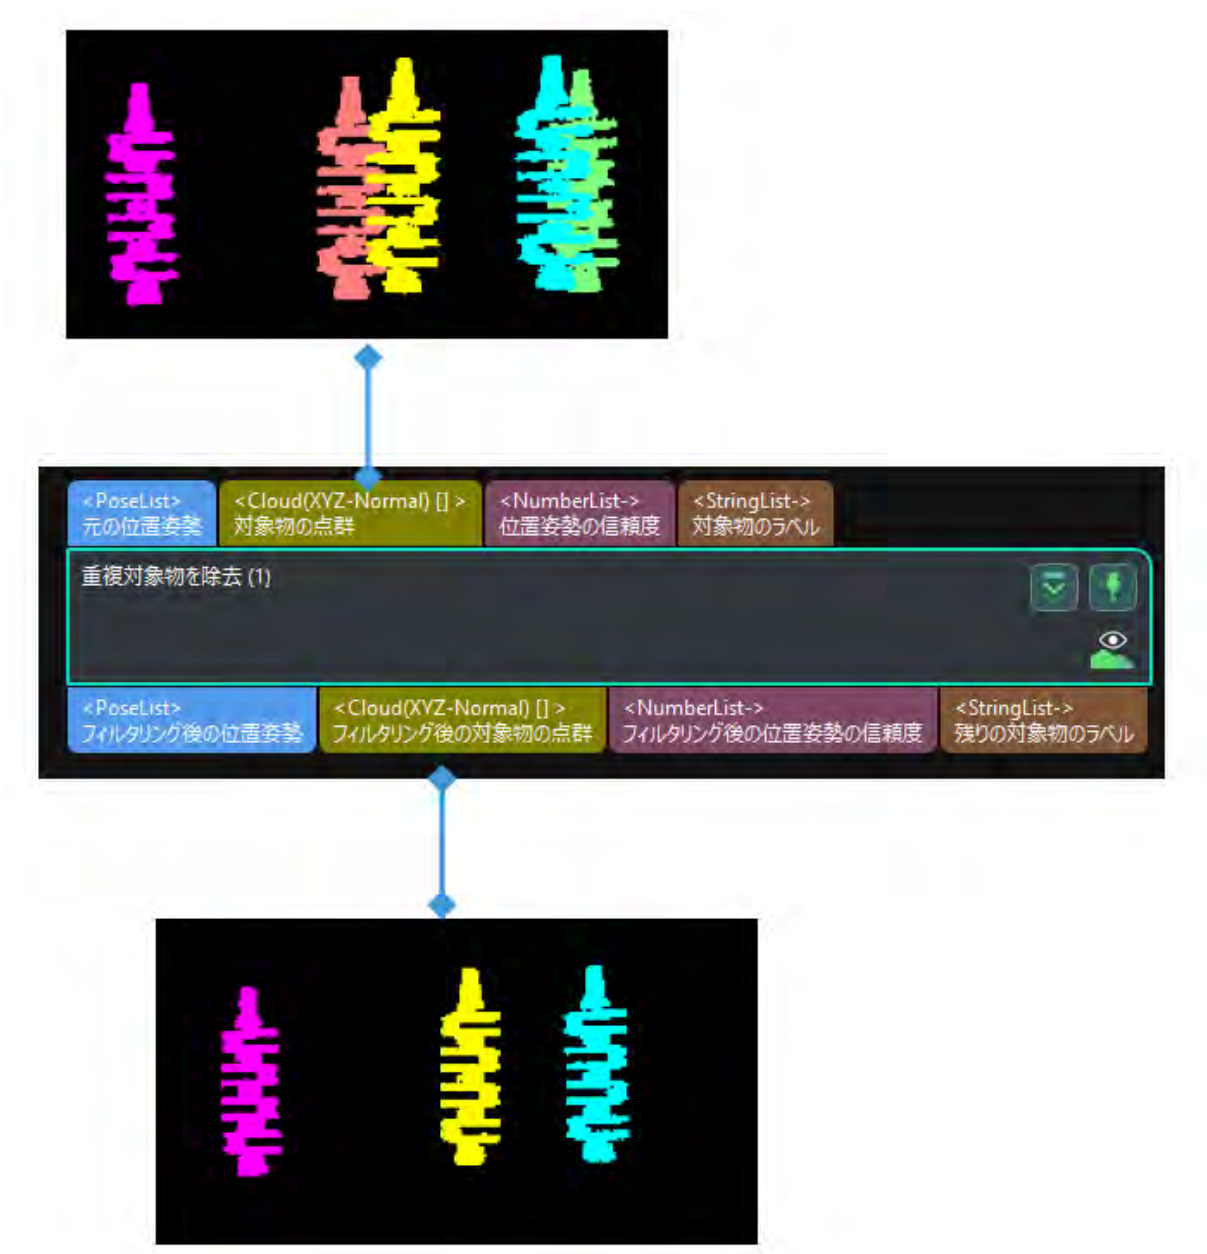 <PoseList>
元の位置姿勢
<Cloud(XYZ-Normal) [] >
対象物の点群
<NumberList->
位置姿勢の信頼度
<StringList->
対象物のラベル
重複対象物を除去 (1)
<PoseList>
フィルタリング後の位置姿勢
<Cloud(XYZ-Normal) [] >
フィルタリング後の対象物の点群
<NumberList->
フィルタリング後の位置姿勢の信頼度
<StringList->
残りの対象物のラベル